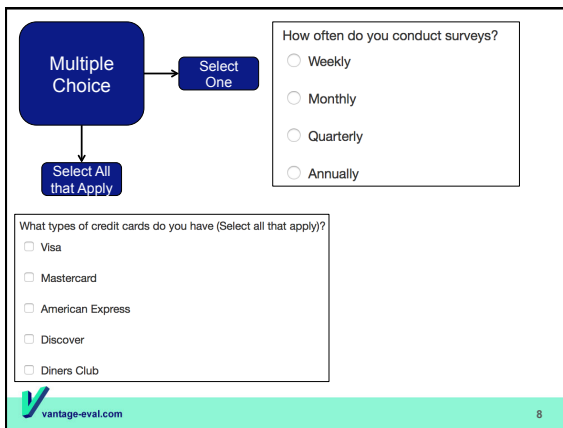 Multiple
Choice
Select
One
Select All
that Apply
How often do you conduct surveys?
Weekly
Monthly
Quarterly
Annually
What types of credit cards do you have (Select all that apply)?
Visa
Mastercard
American Express
Discover
Diners Club
vantage-eval.com
8